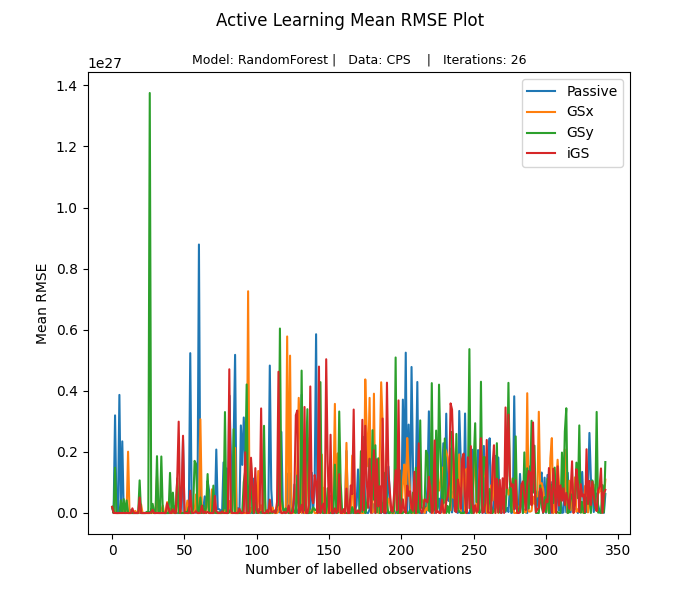 Active Learning Mean RMSE Plot
Model: RandomForest | Data: CPS | Iterations: 26
1e27
1.4
1.2
1.0
0.8
0.6
0.4
0.2
0.0
Mean RMSE
Passive
GSx
GSy
iGS
0 50 100 150 200 250 300 350
Number of labelled observations